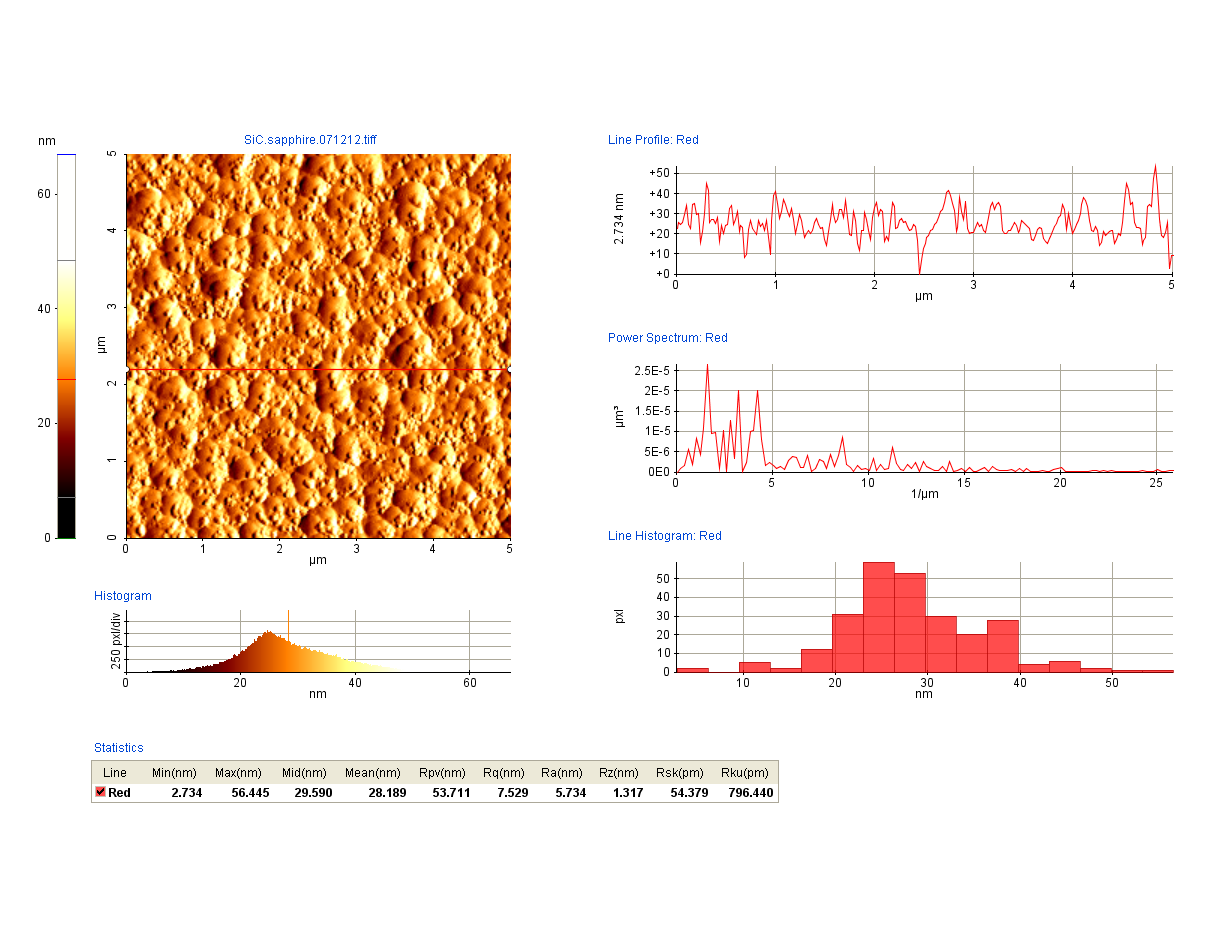 nm
60
40
20
0
SiC.sapphire.071212.tiff
5
4
3
2
1
0
µm
0 1 2 3 4 5
µm
Line Profile: Red
2.734 nm
+50
+40
+30
+20
+10
+0
0 1 2 3 4 5
µm
Power Spectrum: Red
µm³
2.5E-5
2E-5
1.5E-5
1E-5
5E-6
0E0
0 5 10 15 20 25
1/µm
Line Histogram: Red
pxl
50
40
30
20
10
0
10 20 30 40 50
nm
Histogram
250 pxl/div
0 20 40 60
nm
Statistics
Line Min(nm) Max(nm) Mid(nm) Mean(nm) Rpv(nm) Rq(nm) Ra(nm) Rz(nm) Rsk(pm) Rku(pm)
Red 2.734 56.445 29.590 28.189 53.711 7.529 5.734 1.317 54.379 796.440